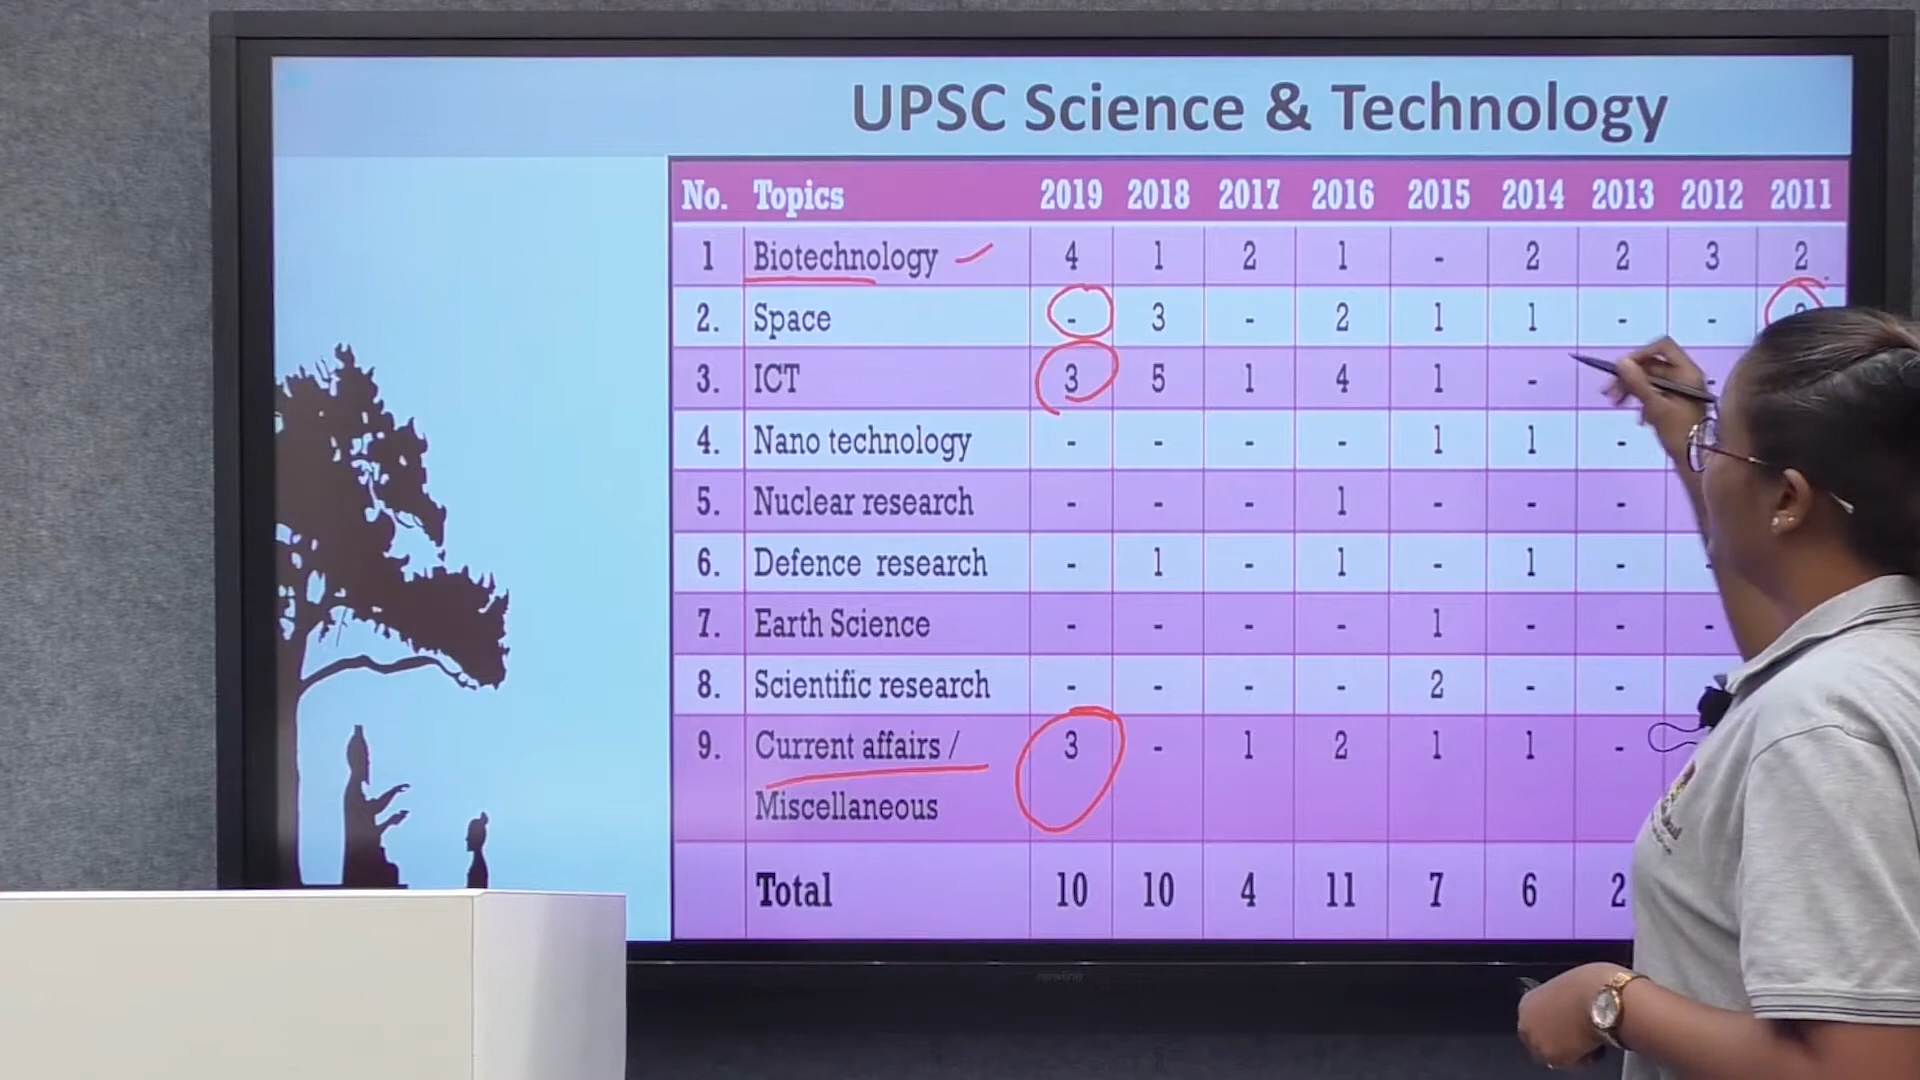 UPSC Science & Technology
No. Topics 2019 2018 2017 2016 2015 2014 2013 2012 2011
1 Biotechnology 4 1 2 1 - 2 2 3 2
2. Space - 3 - 2 1 1 - -
3. ICT 3 5 1 4 1 - -
4. Nano technology - - - - 1 1 -
5. Nuclear research - - - 1 - - -
6. Defence research - 1 - 1 - 1 - -
7. Earth Science - - - - 1 - - -
8. Scientific research - - - - 2 - -
9. Current affairs / 3 - 1 2 1 1 -
Miscellaneous
Total 10 10 4 11 7 6 2
newline